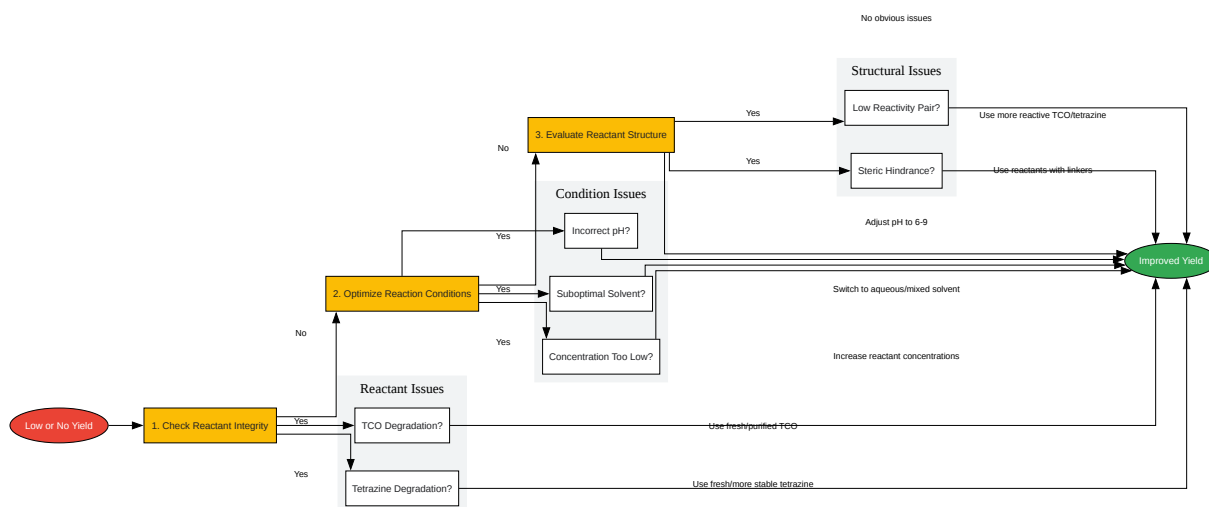 No obvious issues
Structural Issues
Low Reactivity Pair?
Yes
Use more reactive TCO/tetrazine
3. Evaluate Reactant Structure
No
Yes
Steric Hindrance?
Use reactants with linkers
Condition Issues
Adjust pH to 6-9
Incorrect pH?
Yes
Improved Yield
2. Optimize Reaction Conditions
Yes
Suboptimal Solvent?
Switch to aqueous/mixed solvent
No
Yes
Concentration Too Low?
Increase reactant concentrations
Reactant Issues
Low or No Yield
1. Check Reactant Integrity
Yes
TCO Degradation?
Use fresh/purified TCO
Yes
Tetrazine Degradation?
Use fresh/more stable tetrazine